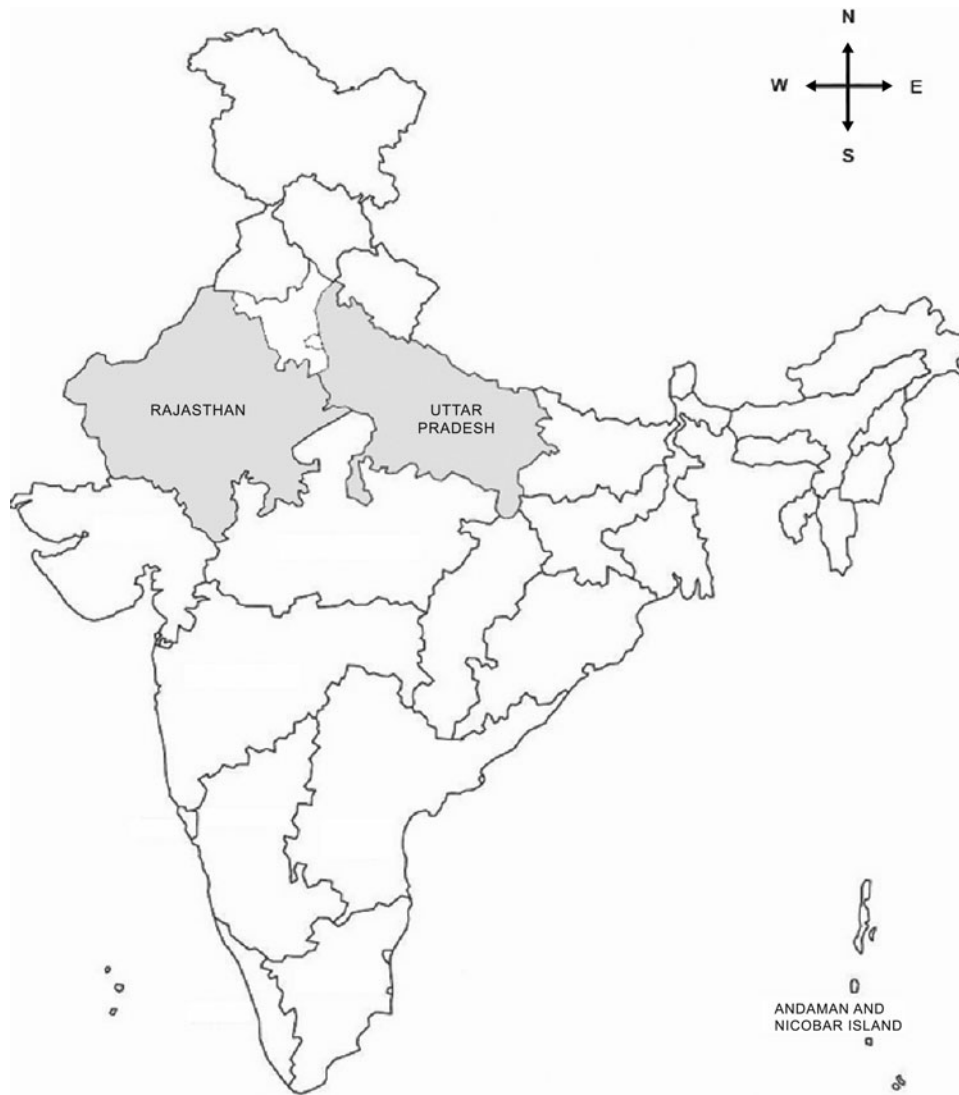 N
W
E
S
RAJASTHAN
UTTAR
PRADESH
ANDAMAN AND
NICOBAR ISLAND